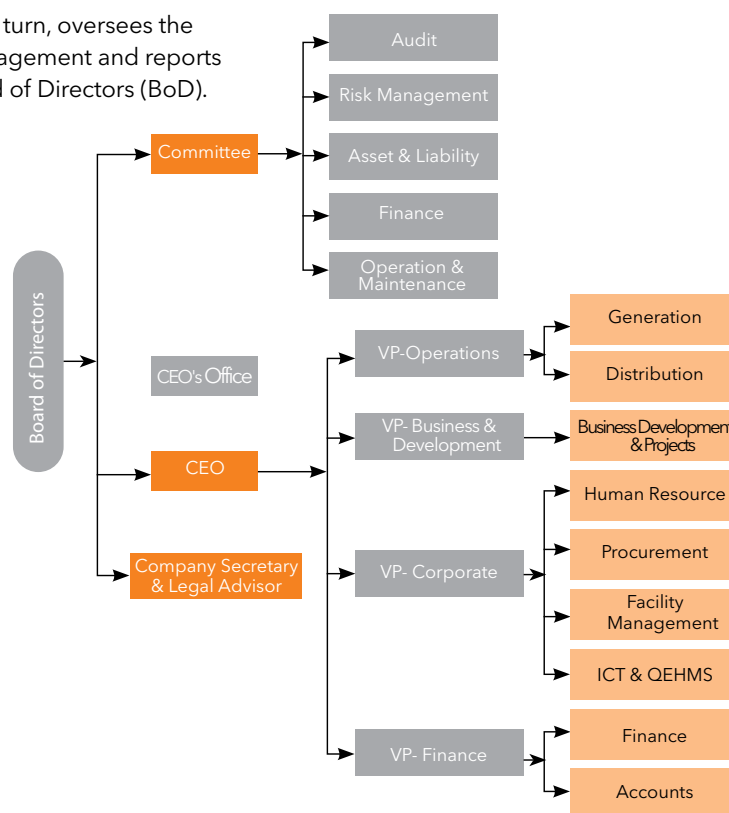 turn, oversees the
agement and reports
d of Directors (BoD).
Audit
Risk Management
Committee
Asset & Liability
Finance
Operation &
Maintenance
Board of Directors
CEO's Office
CEO
Company Secretary
& Legal Advisor
VP-Operations
Generation
Distribution
VP- Business &
Development
Business Development
& Projects
VP- Corporate
Human Resource
Procurement
Facility
Management
ICT & QEHMS
VP- Finance
Finance
Accounts